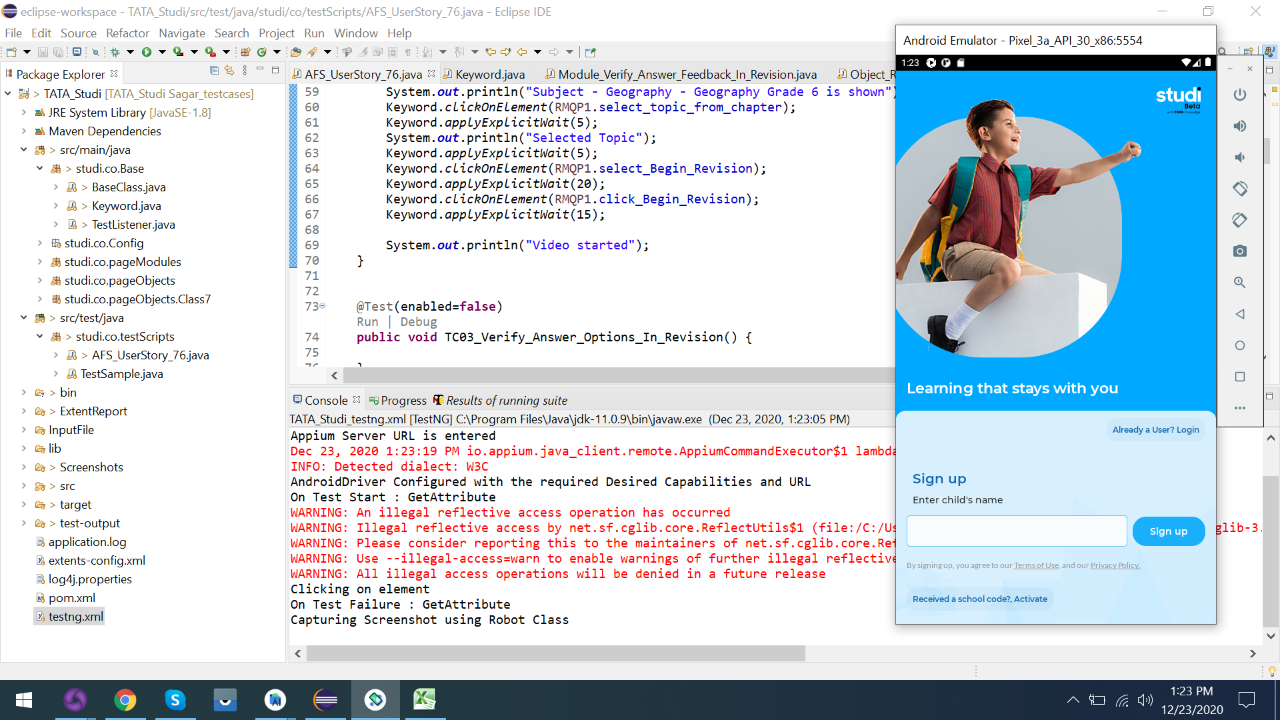 eclipse-workspace - TATA_Studi/src/test/java/studi/co/testScripts/AFS_UserStory_76.java - Eclipse IDE
File Edit Source Refactor Navigate Search Project Run Window Help
Package Explorer
TATA_Studi [TATA_Studi Sagar_testcases]
JRE System Library [JavaSE-1.8]
Maven Dependencies
> src/main/java
> studi.co.Base
> BaseClass.java
> Keyword.java
> TestListener.java
studi.co.Config
studi.co.pageModules
studi.co.pageObjects
studi.co.pageObjects.Class7
> src/test/java
> studi.co.testScripts
> AFS_UserStory_76.java
TestSample.java
> bin
> ExtentReport
InputFile
lib
> Screenshots
> src
> target
> test-output
application.log
extents-config.xml
log4j.properties
pom.xml
testng.xml
AFS_UserStory_76.java Keyword.java Module_Verify_Answer_Feedback_In_Revision.java Object_R
59 System.out.println("Subject - Geography - Geography Grade 6 is shown")
60 Keyword.clickOnElement(RMQP1.select_topic_from_chapter);
61 Keyword.applyExplicitWait(5);
62 System.out.println("Selected Topic");
63 Keyword.applyExplicitWait(5);
64 Keyword.clickOnElement(RMQP1.select_Begin_Revision);
65 Keyword.applyExplicitWait(20);
66 Keyword.clickOnElement(RMQP1.click_Begin_Revision);
67 Keyword.applyExplicitWait(15);
68
69 System.out.println("Video started");
70 }
71
72
73 @Test(enabled=false)
Run | Debug
74 public void TC03_Verify_Answer_Options_In_Revision() {
75
76
Console Progress Results of running suite
TATA_Studi_testng.xml [TestNG] C:\Program Files\Java\jdk-11.0.9\bin\javaw.exe (Dec 23, 2020, 1:23:05 PM)
Appium Server URL is entered
Dec 23, 2020 1:23:19 PM io.appium.java_client.remote.AppiumCommandExecutor$1 lambda
INFO: Detected dialect: W3C
AndroidDriver Configured with the required Desired Capabilities and URL
On Test Start : GetAttribute
WARNING: An illegal reflective access operation has occurred
WARNING: Illegal reflective access by net.sf.cglib.core.ReflectUtils$1 (file:/C:/Us glib-3.
WARNING: Please consider reporting this to the maintainers of net.sf.cglib.core.Ref
WARNING: Use --illegal-access=warn to enable warnings of further illegal reflective
WARNING: All illegal access operations will be denied in a future release
Clicking on element
On Test Failure : GetAttribute
Capturing Screenshot using Robot Class
Android Emulator - Pixel_3a_API_30_x86:5554
1:23
studi
Beta
Learning that stays with you
Already a User? Login
Sign up
Enter child's name
Sign up
By signing up, you agree to our Terms of Use, and our Privacy Policy.
Received a school code?, Activate
1:23 PM
12/23/2020